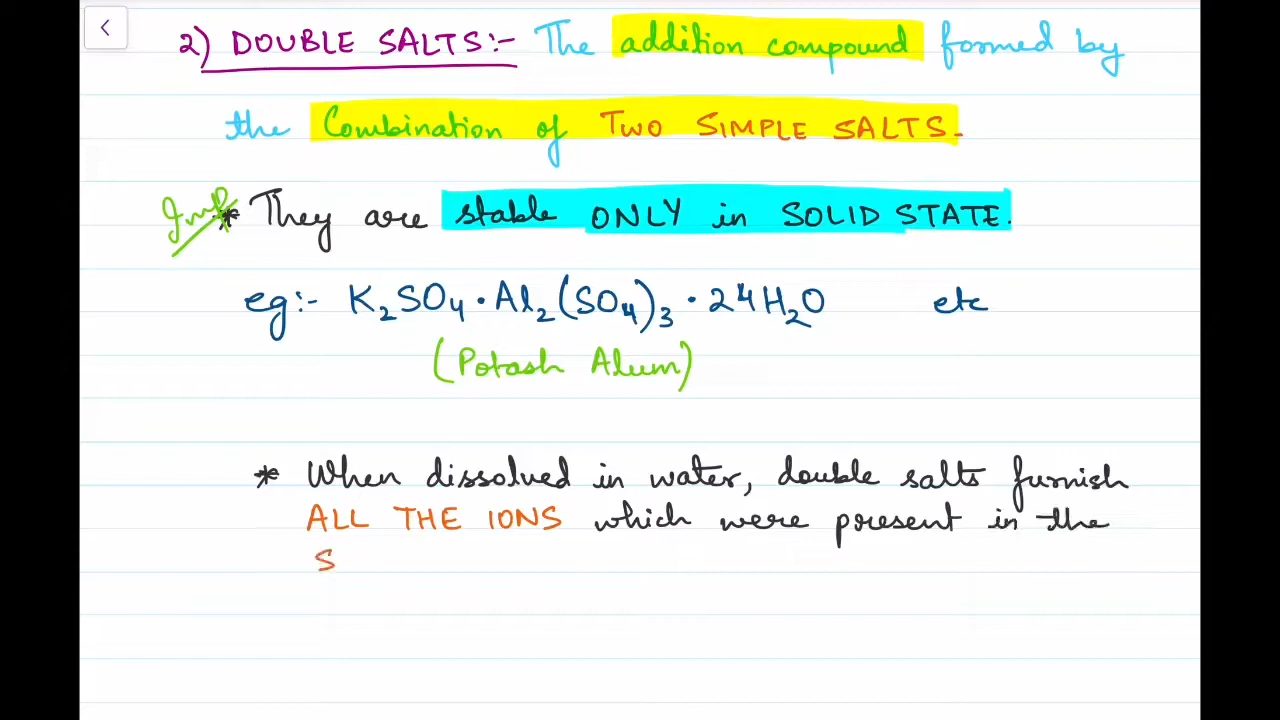 2) DOUBLE SALTS:- The addition compound formed by
the Combination of TWO SIMPLE SALTS.
Imp * They are stable ONLY in SOLID STATE.
eg:- K₂SO₄·Al₂(SO₄)₃·24H₂O etc
(Potash Alum)
* When dissolved in water, double salts furnish
ALL THE IONS which were present in the
S